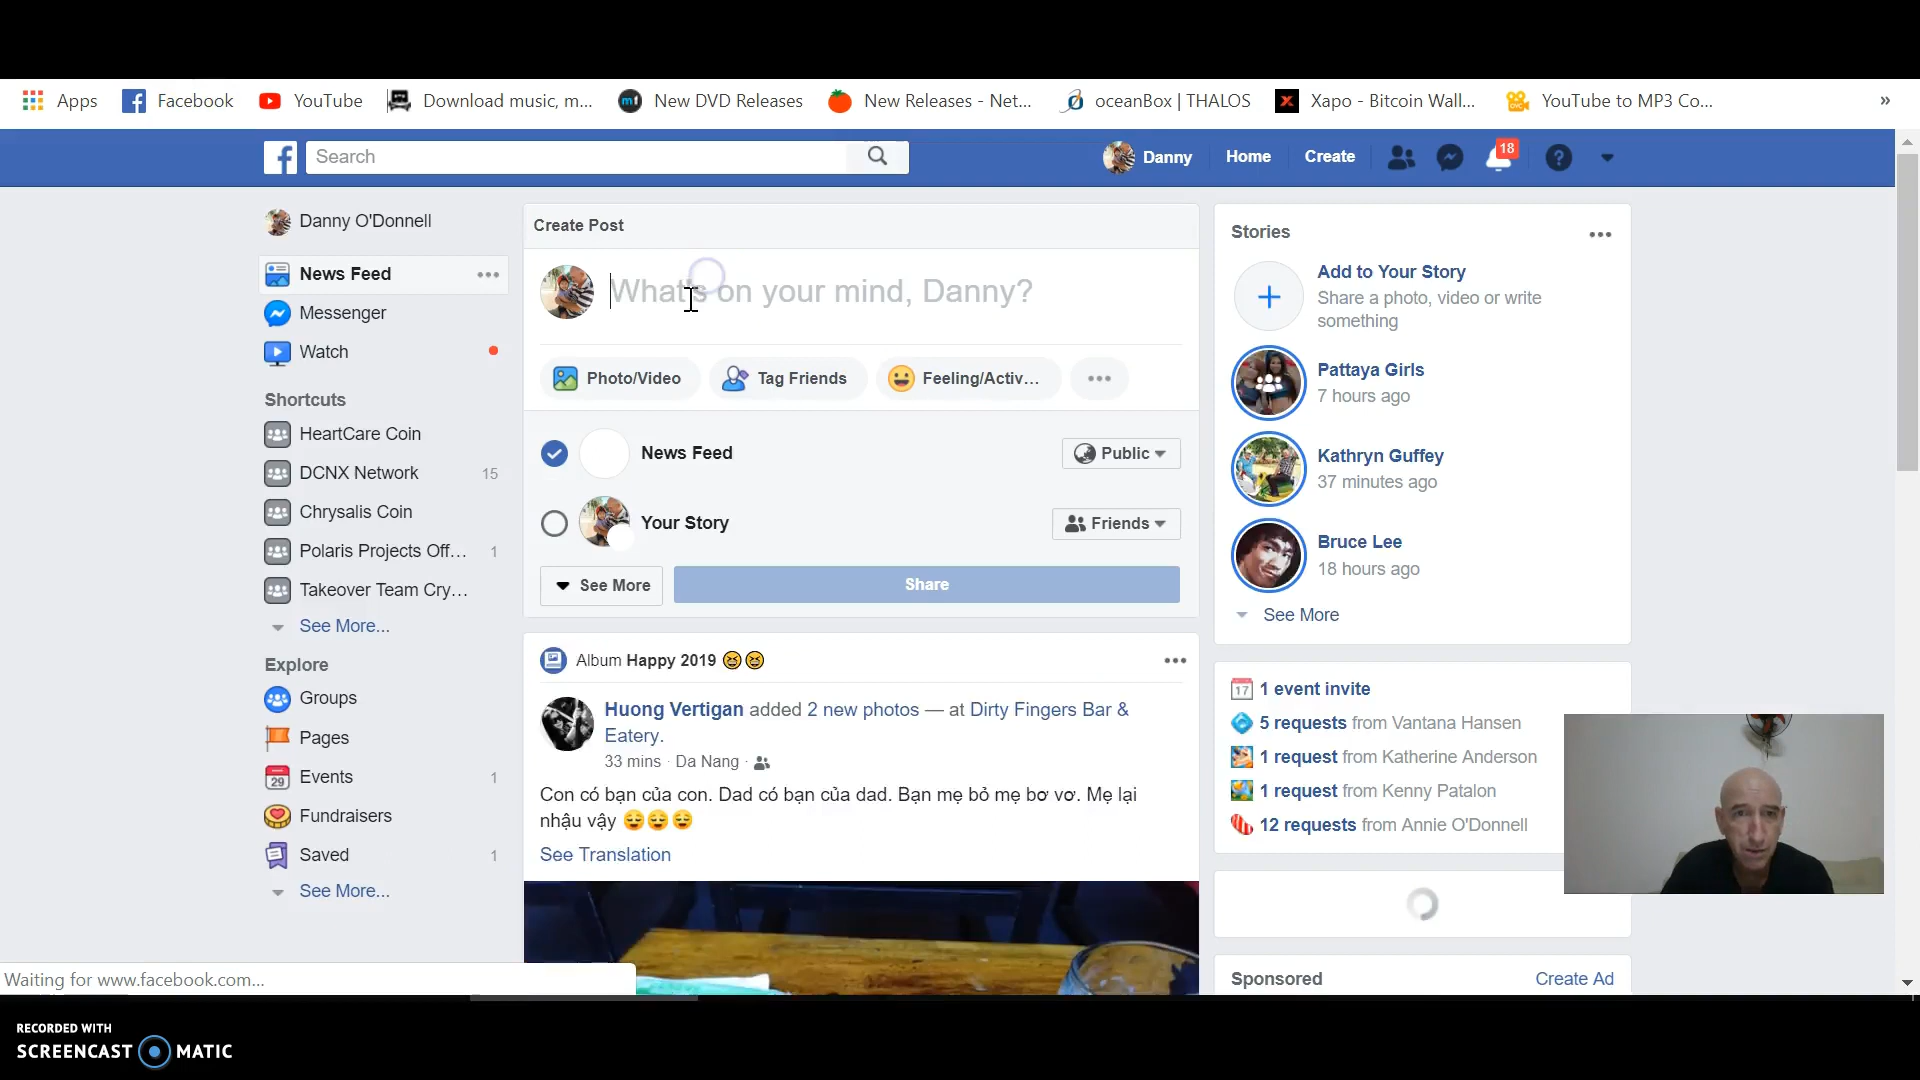 Apps
Facebook
YouTube
Download music, m...
New DVD Releases
New Releases - Net...
oceanBox | THALOS
Xapo - Bitcoin Wall...
YouTube to MP3 Co...
»
Search
Danny
Home
Create
18
Danny O'Donnell
News Feed
Messenger
Watch
Shortcuts
HeartCare Coin
DCNX Network 15
Chrysalis Coin
Polaris Projects Off... 1
Takeover Team Cry...
See More...
Explore
Groups
Pages
Events 1
Fundraisers
Saved 1
See More...
Create Post
What's on your mind, Danny?
Photo/Video
Tag Friends
Feeling/Activ...
News Feed
Public
Your Story
Friends
See More
Share
Album Happy 2019
Huong Vertigan added 2 new photos — at Dirty Fingers Bar &
Eatery.
33 mins · Da Nang ·
Con có bạn của con. Dad có bạn của dad. Bạn mẹ bỏ mẹ bơ vơ. Mẹ lại
nhậu vậy 😌😌😌
See Translation
Stories
Add to Your Story
Share a photo, video or write
something
Pattaya Girls
7 hours ago
Kathryn Guffey
37 minutes ago
Bruce Lee
18 hours ago
See More
17
1 event invite
5 requests from Vantana Hansen
1 request from Katherine Anderson
1 request from Kenny Patalon
12 requests from Annie O'Donnell
Sponsored
Create Ad
Waiting for www.facebook.com...
RECORDED WITH
SCREENCAST MATIC